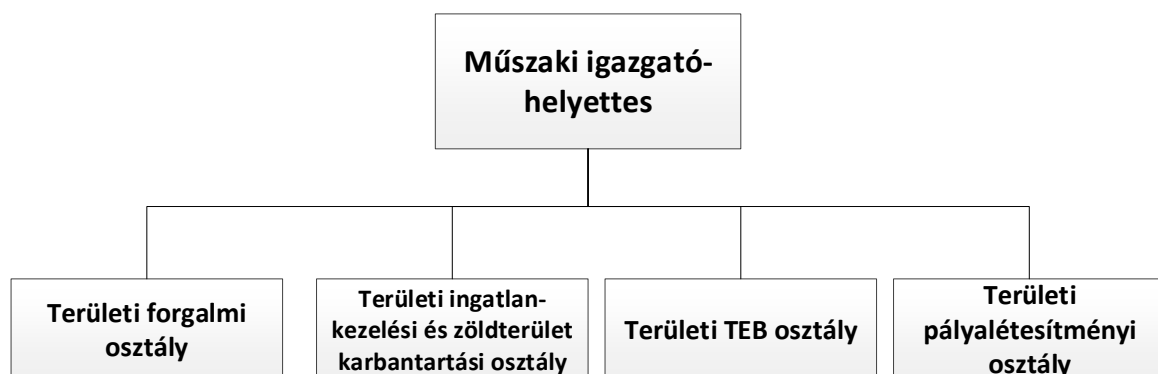 Műszaki igazgató-
helyettes
Területi forgalmi
osztály
Területi ingatlan-
kezelési és zöldterület
karbantartási osztály
Területi TEB osztály
Területi
pályalétesítményi
osztály